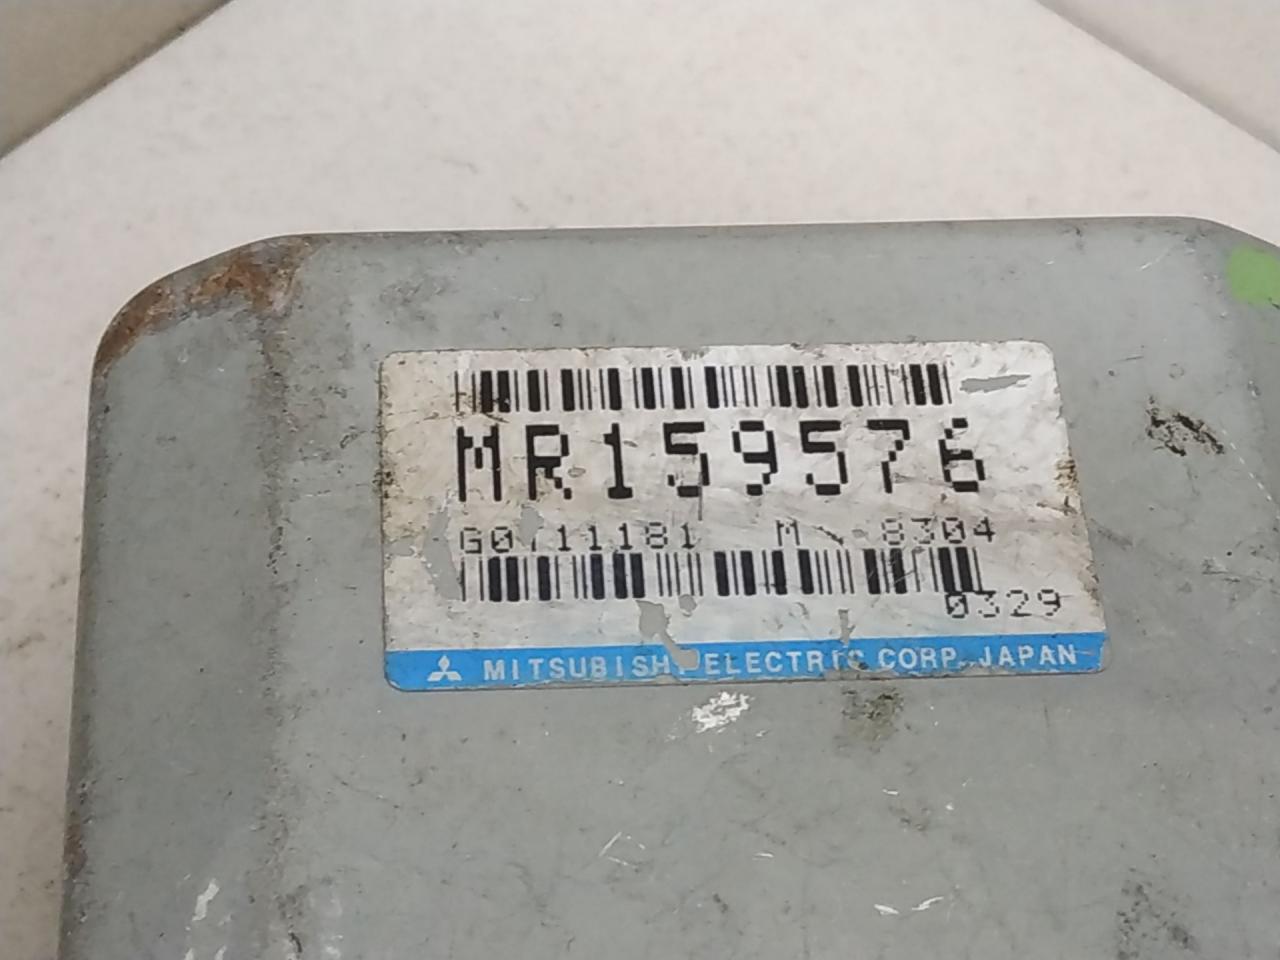 MR159576
G0711181 M 8304
0329
MITSUBISHI ELECTRIC CORP. JAPAN